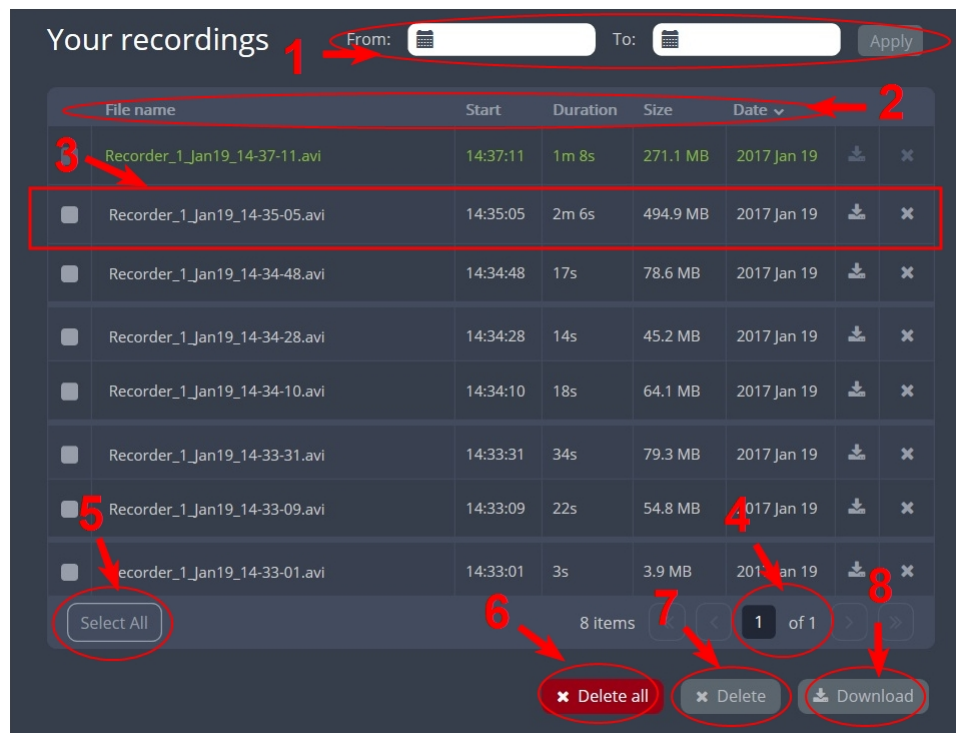 Your recordings 1 From: To: Apply
File name Start Duration Size Date 2
3 Recorder_1_Jan19_14-37-11.avi 14:37:11 1m 8s 271.1 MB 2017 Jan 19
Recorder_1_Jan19_14-35-05.avi 14:35:05 2m 6s 494.9 MB 2017 Jan 19
Recorder_1_Jan19_14-34-48.avi 14:34:48 17s 78.6 MB 2017 Jan 19
Recorder_1_Jan19_14-34-28.avi 14:34:28 14s 45.2 MB 2017 Jan 19
Recorder_1_Jan19_14-34-10.avi 14:34:10 18s 64.1 MB 2017 Jan 19
Recorder_1_Jan19_14-33-31.avi 14:33:31 34s 79.3 MB 2017 Jan 19
5 Recorder_1_Jan19_14-33-09.avi 14:33:09 22s 54.8 MB 4 2017 Jan 19
Recorder_1_Jan19_14-33-01.avi 14:33:01 3s 3.9 MB 2017 Jan 19
Select All 6 8 items 7 1 of 1 8
Delete all Delete Download